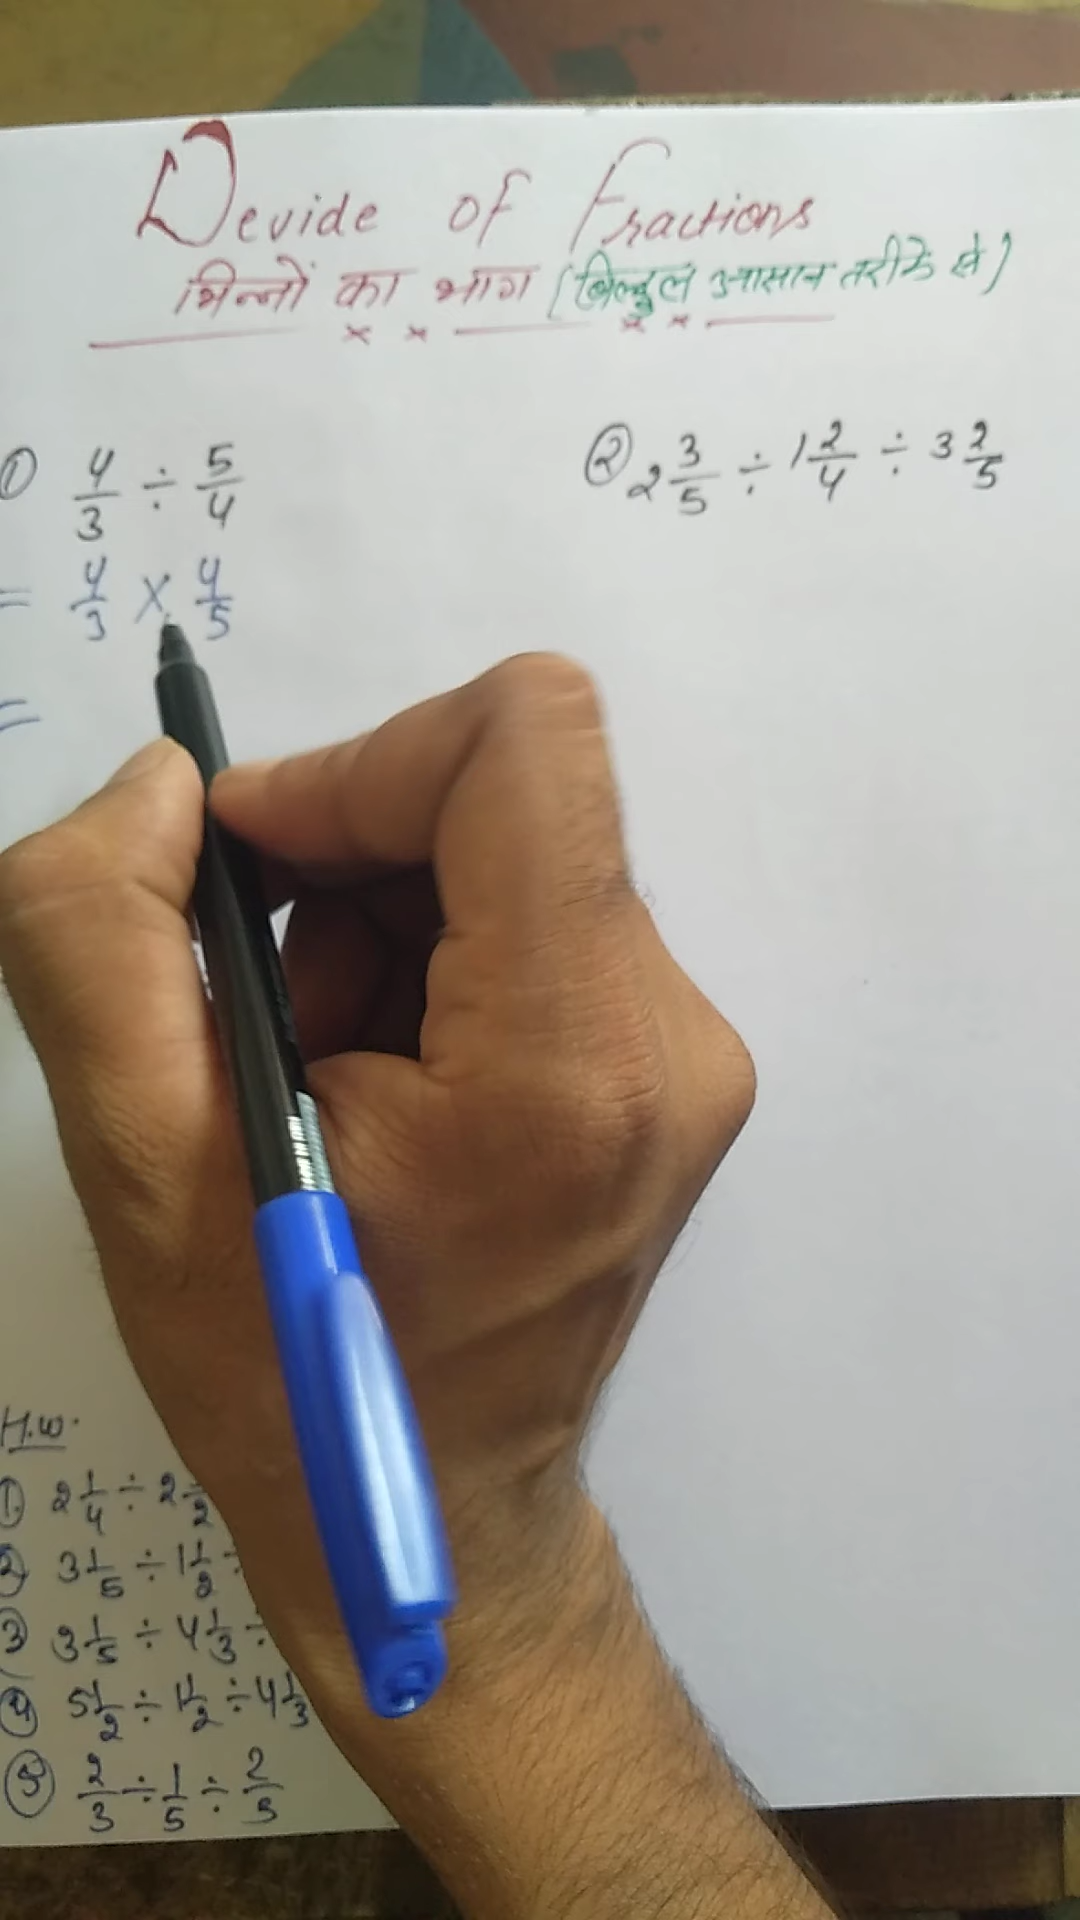 Devide of Fractions
भिन्नों का भाग (बिल्कुल आसान तरीके से)
① 4/3 ÷ 5/4
= 4/3 × 4/5
=
② 2 3/5 ÷ 1 2/4 ÷ 3 2/5
H.W.
① 2 1/4 ÷ 2 1/2
② 3 1/5 ÷ 1 1/2 ÷
③ 3 1/5 ÷ 4 1/3 ÷
④ 5 1/2 ÷ 1 1/2 ÷ 4 1/3
⑤ 2/3 ÷ 1/5 ÷ 2/5